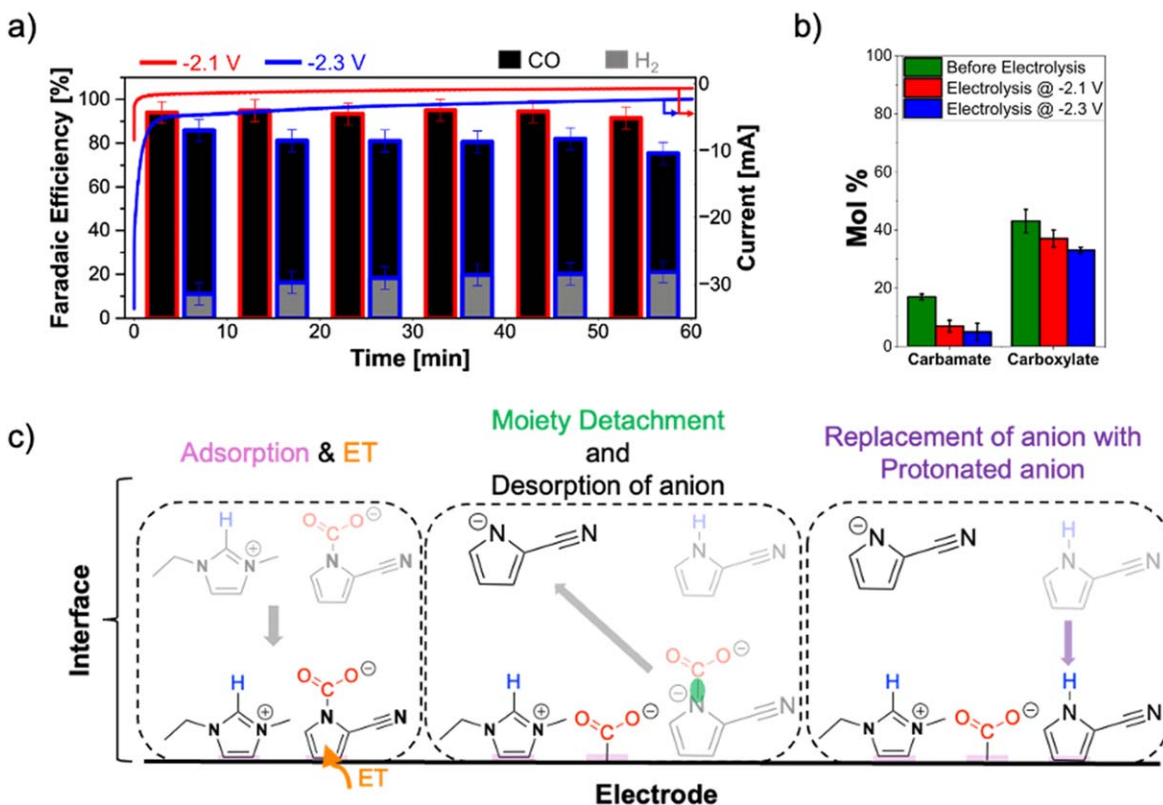 a)
-2.1 V
-2.3 V
CO
H2
Faradaic Efficiency [%]
100
80
60
40
20
0
0
-10
-20
-30
Current [mA]
0
10
20
30
40
50
60
Time [min]
b)
Before Electrolysis
Electrolysis @ -2.1 V
Electrolysis @ -2.3 V
Mol %
100
80
60
40
20
0
Carbamate
Carboxylate
c)
Adsorption & ET
Moiety Detachment
and
Desorption of anion
Replacement of anion with
Protonated anion
Interface
H
N
N
+
O
C
O
−
N
N
−
N
N
H
N
N
−
N
N
H
N
N
H
N
N
+
O
C
O
−
N
N
ET
H
N
N
+
O
C
O
−
O
C
O
−
−
N
N
H
N
N
+
O
C
O
−
H
N
N
Electrode